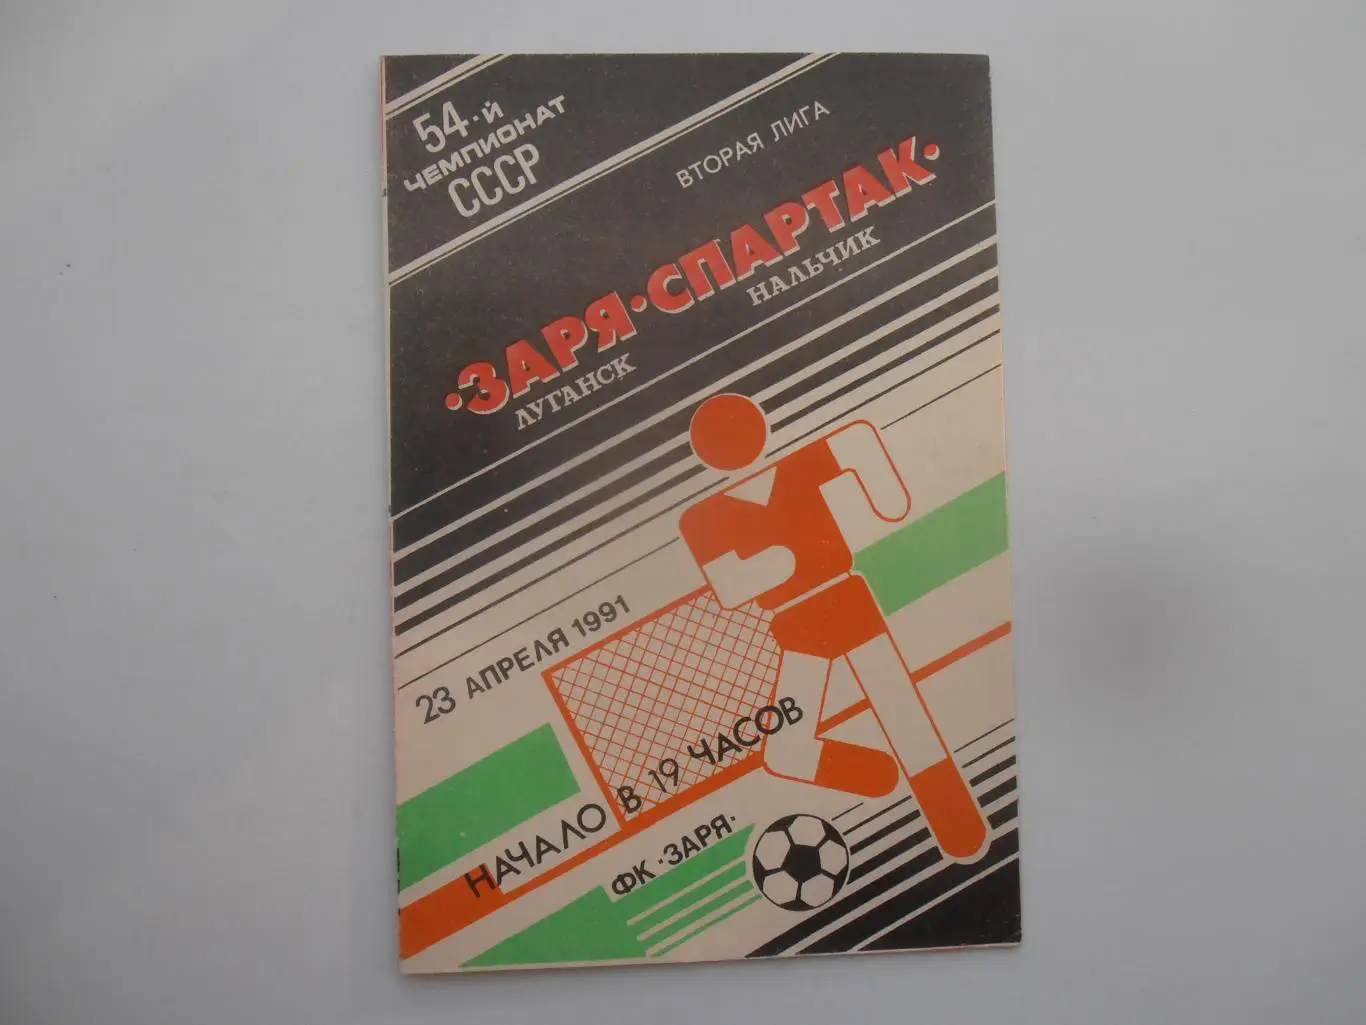 54-й
ЧЕМПИОНАТ
СССР
ВТОРАЯ ЛИГА
•ЗАРЯ•СПАРТАК•
ЛУГАНСК
НАЛЬЧИК
23 АПРЕЛЯ 1991
НАЧАЛО В 19 ЧАСОВ
ФК •ЗАРЯ•